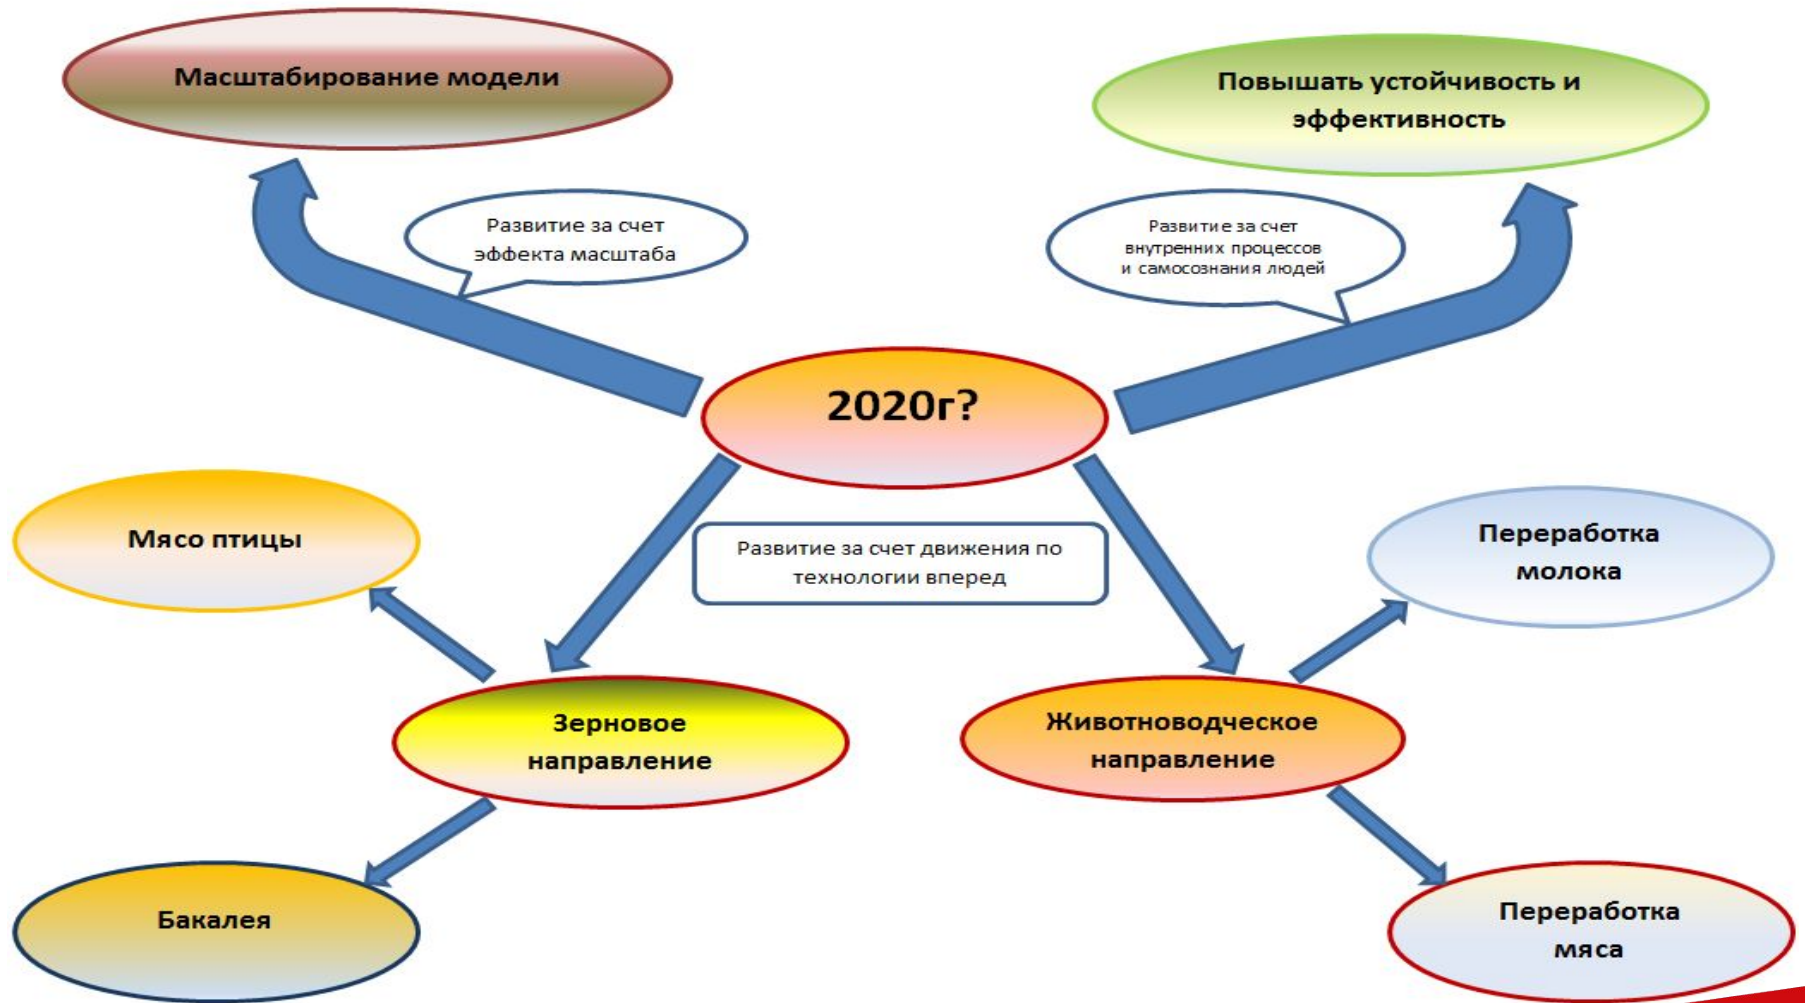 Масштабирование модели
Повышать устойчивость и
эффективность
Развитие за счет
эффекта масштаба
Развитие за счет
внутренних процессов
и самосознания людей
2020г?
Мясо птицы
Развитие за счет движения по
технологии вперед
Переработка
молока
Зерновое
направление
Животноводческое
направление
Бакалея
Переработка
мяса